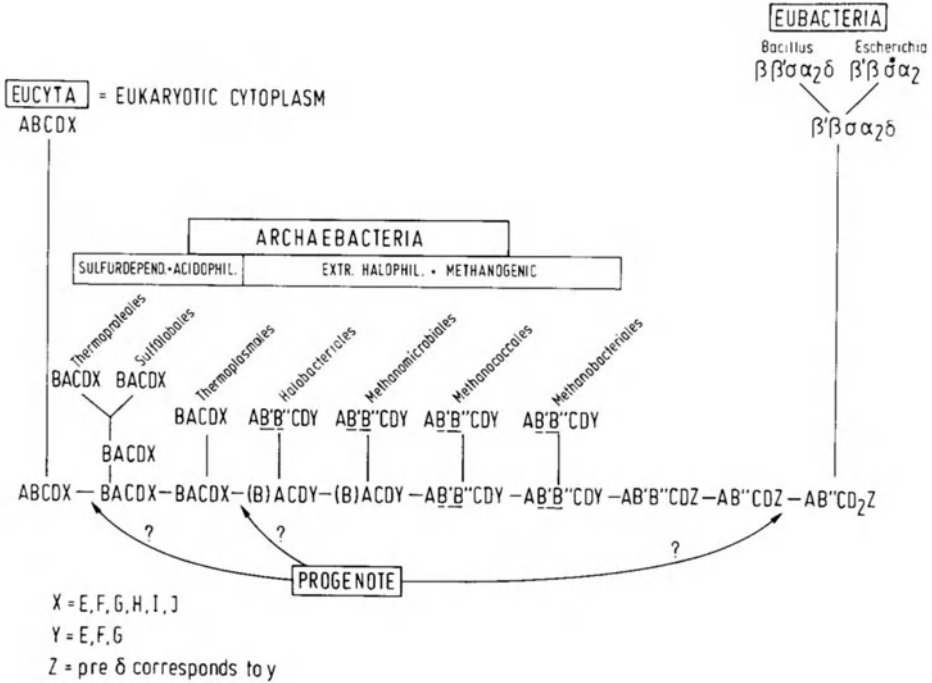 EUBACTERIA
Bacillus Escherichia
ββ'σα₂δ β'βσα₂
β'βσα₂δ
EUCYTA = EUKARYOTIC CYTOPLASM
ABCDX
ARCHAEBACTERIA
SULFURDEPEND.+ACIDOPHIL. EXTR. HALOPHIL. + METHANOGENIC
Thermoproteales
Sulfolobales
Thermoplasmales
Halobacteriales
Methanomicrobiales
Methanococcales
Methanobacteriales
BACDX BACDX
BACDX AB'B''CDY AB'B''CDY AB'B''CDY AB'B''CDY
BACDX
ABCDX — BACDX — BACDX — (B)ACDY — (B)ACDY — AB'B''CDY — AB'B''CDY — AB'B''CDZ — AB''CDZ — AB''CD₂Z
? ? ?
PROGENOTE
X = E,F,G,H,I,J
Y = E,F,G
Z = pre δ corresponds to y